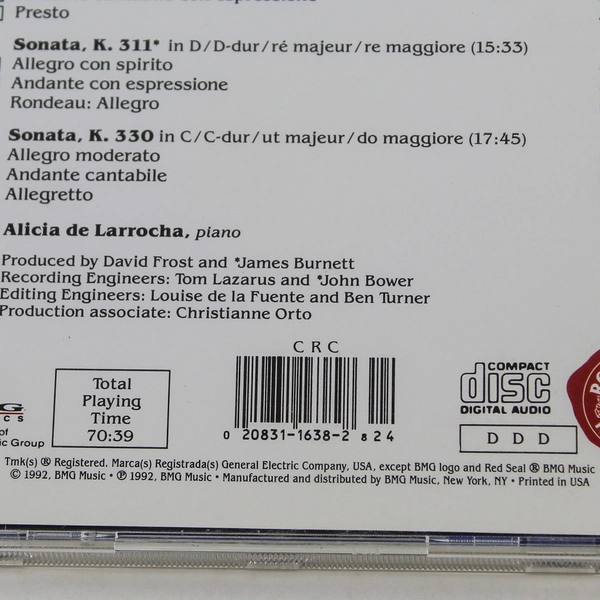 Presto
Sonata, K. 311* in D/D-dur/ré majeur/re maggiore (15:33)
Allegro con spirito
Andante con espressione
Rondeau: Allegro
Sonata, K. 330 in C/C-dur/ut majeur/do maggiore (17:45)
Allegro moderato
Andante cantabile
Allegretto
Alicia de Larrocha, piano
Produced by David Frost and *James Burnett
Recording Engineers: Tom Lazarus and *John Bower
Editing Engineers: Louise de la Fuente and Ben Turner
Production associate: Christianne Orto
CRC
Total
Playing
Time
70:39
0 20831-1638-2 8 24
COMPACT
disc
DIGITAL AUDIO
DDD
of
ic Group
Tmk(s) ® Registered. Marca(s) Registrada(s) General Electric Company, USA, except BMG logo and Red Seal ® BMG Music
© 1992, BMG Music • ℗ 1992, BMG Music • Manufactured and distributed by BMG Music, New York, NY • Printed in USA